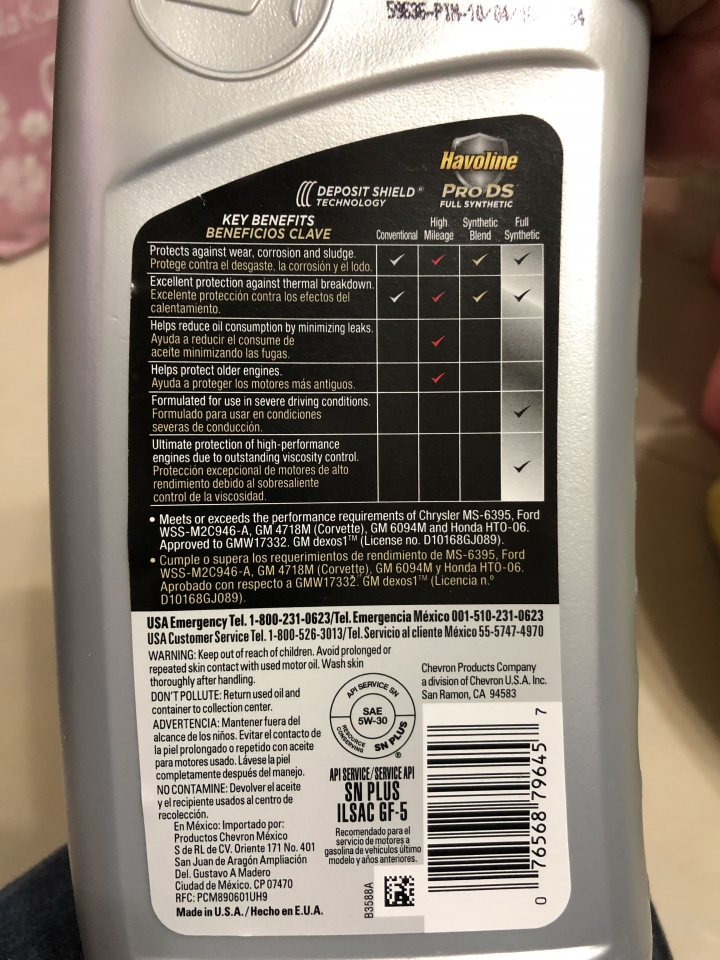 59636-P1N-10/04/
54
Havoline
PRO DS
FULL SYNTHETIC
DEPOSIT SHIELD®
TECHNOLOGY
KEY BENEFITS
BENEFICIOS CLAVE
Conventional
High
Mileage
Synthetic
Blend
Full
Synthetic
Protects against wear, corrosion and sludge.
Protege contra el desgaste, la corrosión y el lodo.
Excellent protection against thermal breakdown.
Excelente protección contra los efectos del
calentamiento.
Helps reduce oil consumption by minimizing leaks.
Ayuda a reducir el consume de
aceite minimizando las fugas.
Helps protect older engines.
Ayuda a proteger los motores más antiguos.
Formulated for use in severe driving conditions.
Formulado para usar en condiciones
severas de conducción.
Ultimate protection of high-performance
engines due to outstanding viscosity control.
Protección excepcional de motores de alto
rendimiento debido al sobresaliente
control de la viscosidad.
• Meets or exceeds the performance requirements of Chrysler MS-6395, Ford
WSS-M2C946-A, GM 4718M (Corvette), GM 6094M and Honda HTO-06.
Approved to GMW17332. GM dexos1™ (License no. D10168GJ089).
• Cumple o supera los requerimientos de rendimiento de MS-6395, Ford
WSS-M2C946-A, GM 4718M (Corvette), GM 6094M y Honda HTO-06.
Aprobado con respecto a GMW17332. GM dexos1™ (Licencia n.°
D10168GJ089).
USA Emergency Tel. 1-800-231-0623/Tel. Emergencia México 001-510-231-0623
USA Customer Service Tel. 1-800-526-3013/Tel. Servicio al cliente México 55-5747-4970
WARNING: Keep out of reach of children. Avoid prolonged or
repeated skin contact with used motor oil. Wash skin
thoroughly after handling.
DON'T POLLUTE: Return used oil and
container to collection center.
ADVERTENCIA: Mantener fuera del
alcance de los niños. Evitar el contacto de
la piel prolongado o repetido con aceite
para motores usado. Lávese la piel
completamente después del manejo.
NO CONTAMINE: Devolver el aceite
y el recipiente usados al centro de
recolección.
En México: Importado por:
Productos Chevron México
S de RL de CV. Oriente 171 No. 401
San Juan de Aragón Ampliación
Del. Gustavo A Madero
Ciudad de México. CP 07470
RFC: PCM890601UH9
Made in U.S.A. / Hecho en E.U.A.
API SERVICE SN
SAE
5W-30
RESOURCE
CONSERVING
SN PLUS
®
API SERVICE/SERVICE API
SN PLUS
ILSAC GF-5
Recomendado para el
servicio de motores a
gasolina de vehículos último
modelo y años anteriores.
B3588A
Chevron Products Company
a division of Chevron U.S.A. Inc.
San Ramon, CA 94583
0 76568 79645 7